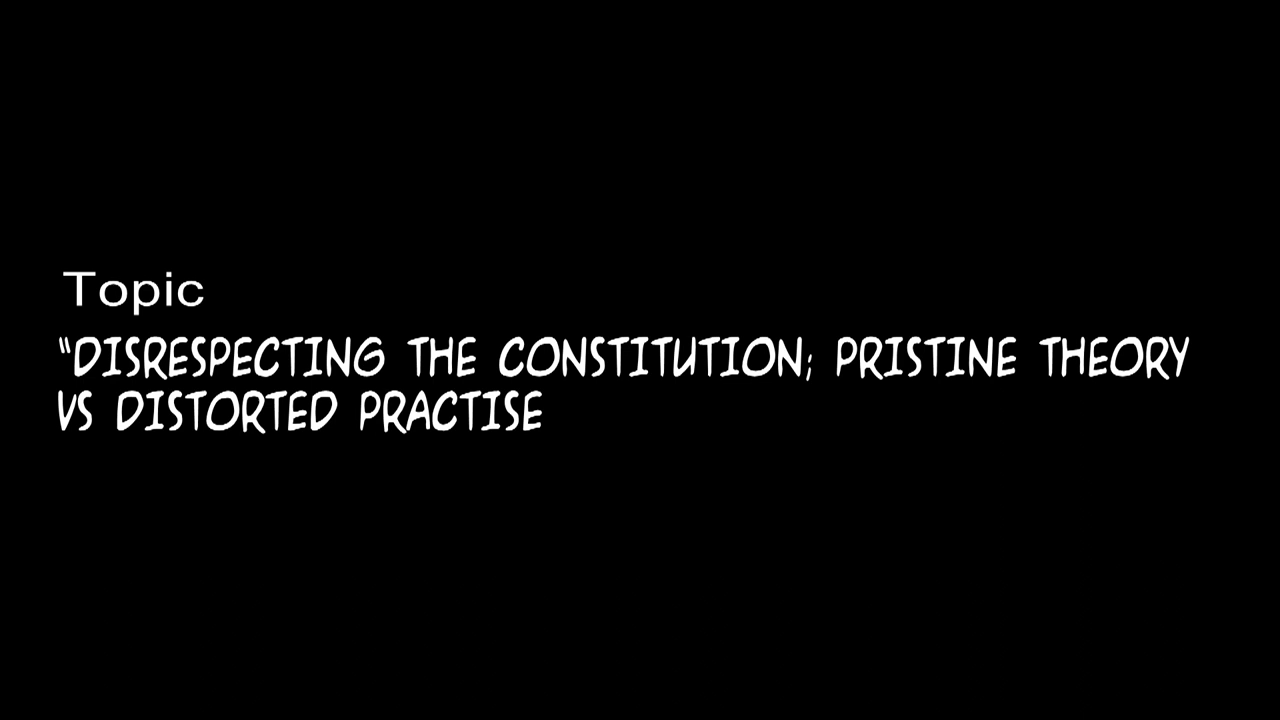 Topic
"DISRESPECTING THE CONSTITUTION; PRISTINE THEORY
VS DISTORTED PRACTISE